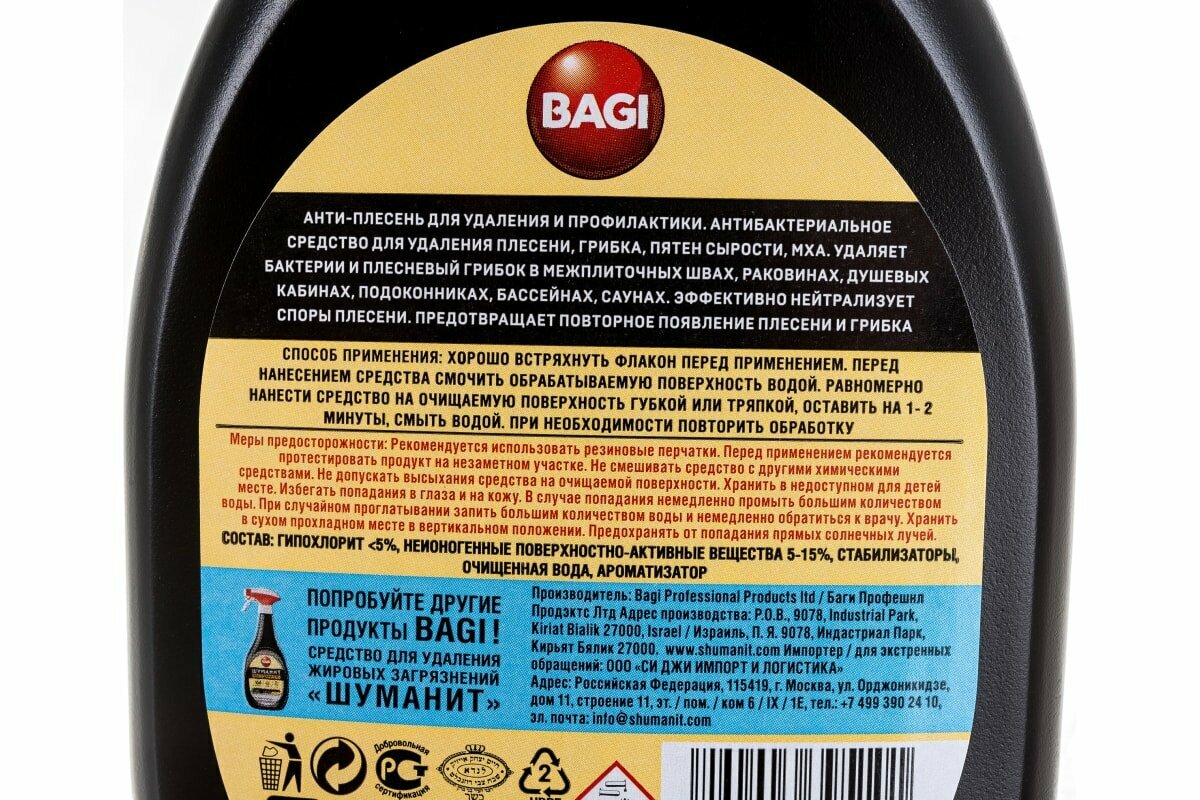 BAGI
АНТИ-ПЛЕСЕНЬ ДЛЯ УДАЛЕНИЯ И ПРОФИЛАКТИКИ. АНТИБАКТЕРИАЛЬНОЕ
СРЕДСТВО ДЛЯ УДАЛЕНИЯ ПЛЕСЕНИ, ГРИБКА, ПЯТЕН СЫРОСТИ, МХА. УДАЛЯЕТ
БАКТЕРИИ И ПЛЕСНЕВЫЙ ГРИБОК В МЕЖПЛИТОЧНЫХ ШВАХ, РАКОВИНАХ, ДУШЕВЫХ
КАБИНАХ, ПОДОКОННИКАХ, БАССЕЙНАХ, САУНАХ. ЭФФЕКТИВНО НЕЙТРАЛИЗУЕТ
СПОРЫ ПЛЕСЕНИ. ПРЕДОТВРАЩАЕТ ПОВТОРНОЕ ПОЯВЛЕНИЕ ПЛЕСЕНИ И ГРИБКА
СПОСОБ ПРИМЕНЕНИЯ: ХОРОШО ВСТРЯХНУТЬ ФЛАКОН ПЕРЕД ПРИМЕНЕНИЕМ. ПЕРЕД
НАНЕСЕНИЕМ СРЕДСТВА СМОЧИТЬ ОБРАБАТЫВАЕМУЮ ПОВЕРХНОСТЬ ВОДОЙ. РАВНОМЕРНО
НАНЕСТИ СРЕДСТВО НА ОЧИЩАЕМУЮ ПОВЕРХНОСТЬ ГУБКОЙ ИЛИ ТРЯПКОЙ, ОСТАВИТЬ НА 1-2
МИНУТЫ, СМЫТЬ ВОДОЙ. ПРИ НЕОБХОДИМОСТИ ПОВТОРИТЬ ОБРАБОТКУ
Меры предосторожности: Рекомендуется использовать резиновые перчатки. Перед применением рекомендуется
протестировать продукт на незаметном участке. Не смешивать средство с другими химическими
средствами. Не допускать высыхания средства на очищаемой поверхности. Хранить в недоступном для детей
месте. Избегать попадания в глаза и на кожу. В случае попадания немедленно промыть большим количеством
воды. При случайном проглатывании запить большим количеством воды и немедленно обратиться к врачу. Хранить
в сухом прохладном месте в вертикальном положении. Предохранять от попадания прямых солнечных лучей.
СОСТАВ: ГИПОХЛОРИТ <5%, НЕИОНОГЕННЫЕ ПОВЕРХНОСТНО-АКТИВНЫЕ ВЕЩЕСТВА 5-15%, СТАБИЛИЗАТОРЫ,
ОЧИЩЕННАЯ ВОДА, АРОМАТИЗАТОР
ПОПРОБУЙТЕ ДРУГИЕ
ПРОДУКТЫ BAGI!
СРЕДСТВО ДЛЯ УДАЛЕНИЯ
ЖИРОВЫХ ЗАГРЯЗНЕНИЙ
«ШУМАНИТ»
ШУМАНИТ
Производитель: Bagi Professional Products ltd / Баги Профешнл
Продэктс Лтд Адрес производства: P.O.B., 9078, Industrial Park,
Kiriat Bialik 27000, Israel / Израиль, П. Я. 9078, Индастриал Парк,
Кирьят Бялик 27000. www.shumanit.com Импортер / для экстренных
обращений: ООО «СИ ДЖИ ИМПОРТ И ЛОГИСТИКА»
Адрес: Российская Федерация, 115419, г. Москва, ул. Орджоникидзе,
дом 11, строение 11, эт. / пом. / ком 6 / IX / 1E, тел.: +7 499 390 24 10,
эл. почта: info@shumanit.com
Добровольная
РСТ
сертификация
לנדא
כשר
2
HDPE